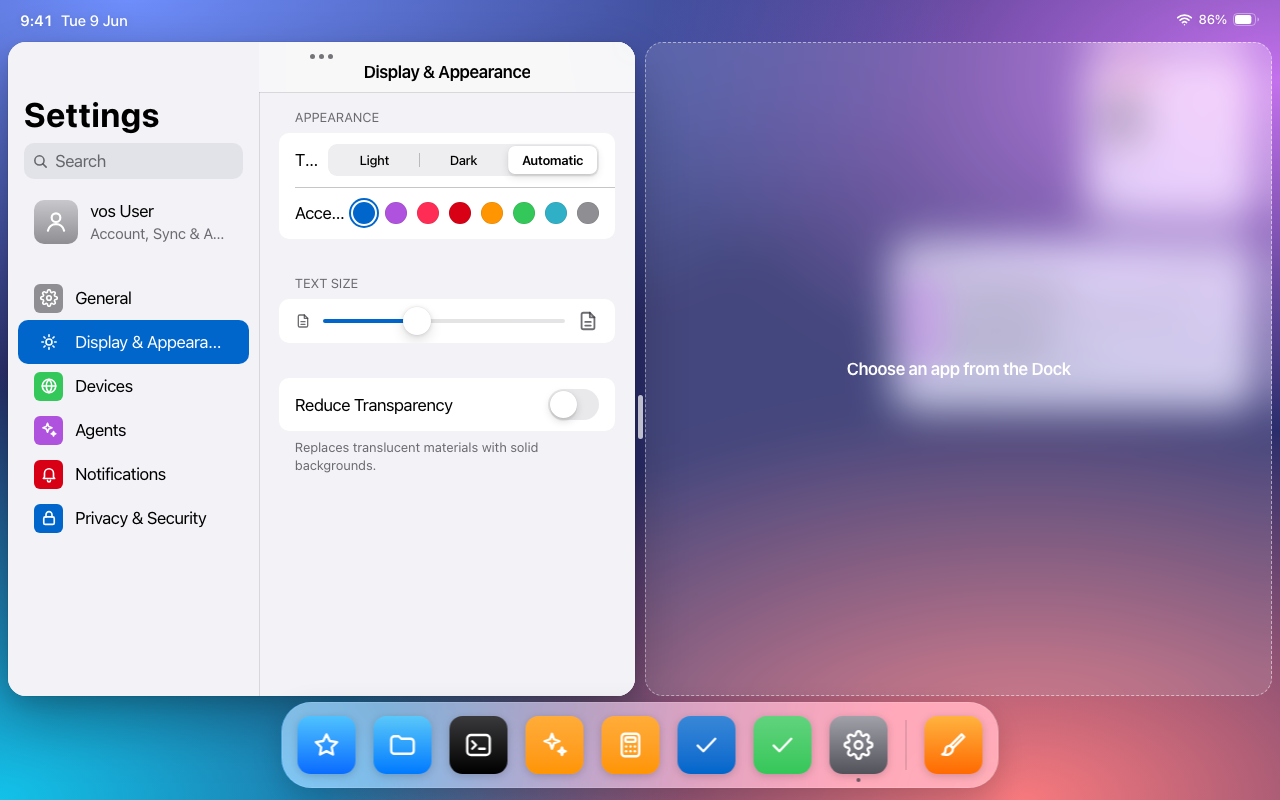 9:41 Tue 9 Jun
86%
Settings
Search
vos User
Account, Sync & A...
General
Display & Appeara...
Devices
Agents
Notifications
Privacy & Security
Display & Appearance
APPEARANCE
T...
Light
Dark
Automatic
Acce...
TEXT SIZE
Reduce Transparency
Replaces translucent materials with solid
backgrounds.
Choose an app from the Dock